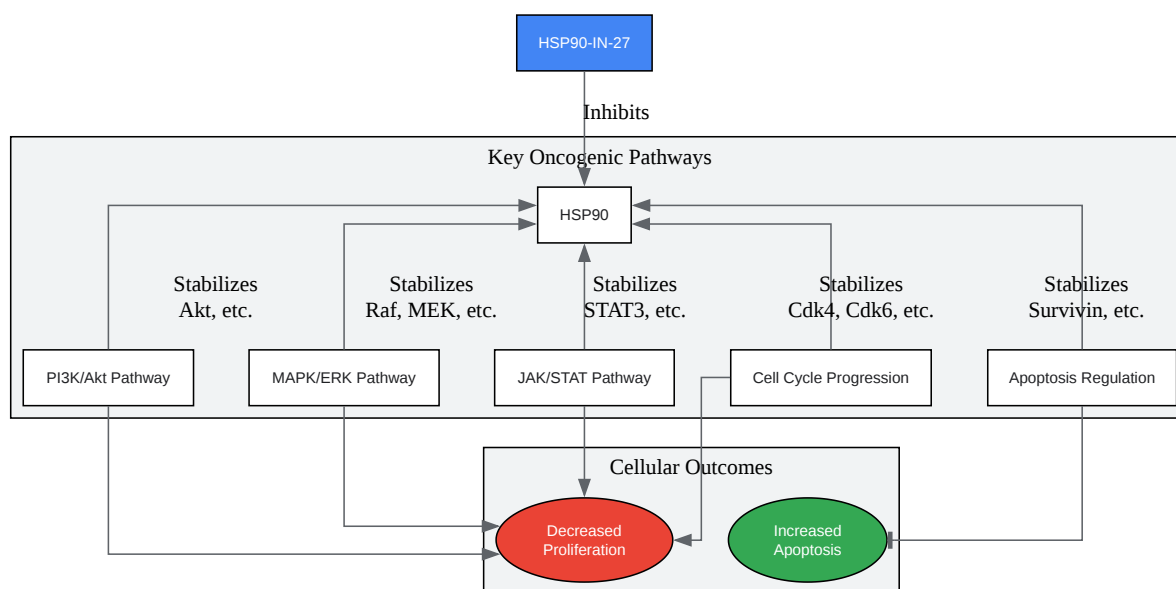 HSP90-IN-27
Inhibits
Key Oncogenic Pathways
HSP90
Stabilizes
Akt, etc.
Stabilizes
Raf, MEK, etc.
Stabilizes
STAT3, etc.
Stabilizes
Cdk4, Cdk6, etc.
Stabilizes
Survivin, etc.
PI3K/Akt Pathway
MAPK/ERK Pathway
JAK/STAT Pathway
Cell Cycle Progression
Apoptosis Regulation
Cellular Outcomes
Decreased
Proliferation
Increased
Apoptosis